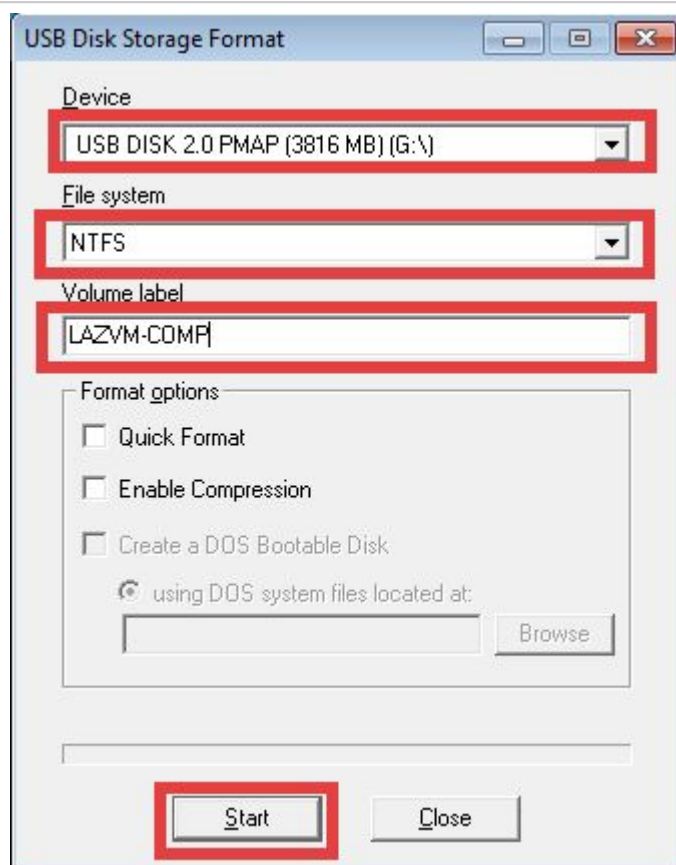 USB Disk Storage Format
Device
USB DISK 2.0 PMAP (3816 MB) (G:\)
File system
NTFS
Volume label
LAZVM-COMP
Format options
Quick Format
Enable Compression
Create a DOS Bootable Disk
using DOS system files located at:
Browse
Start Close